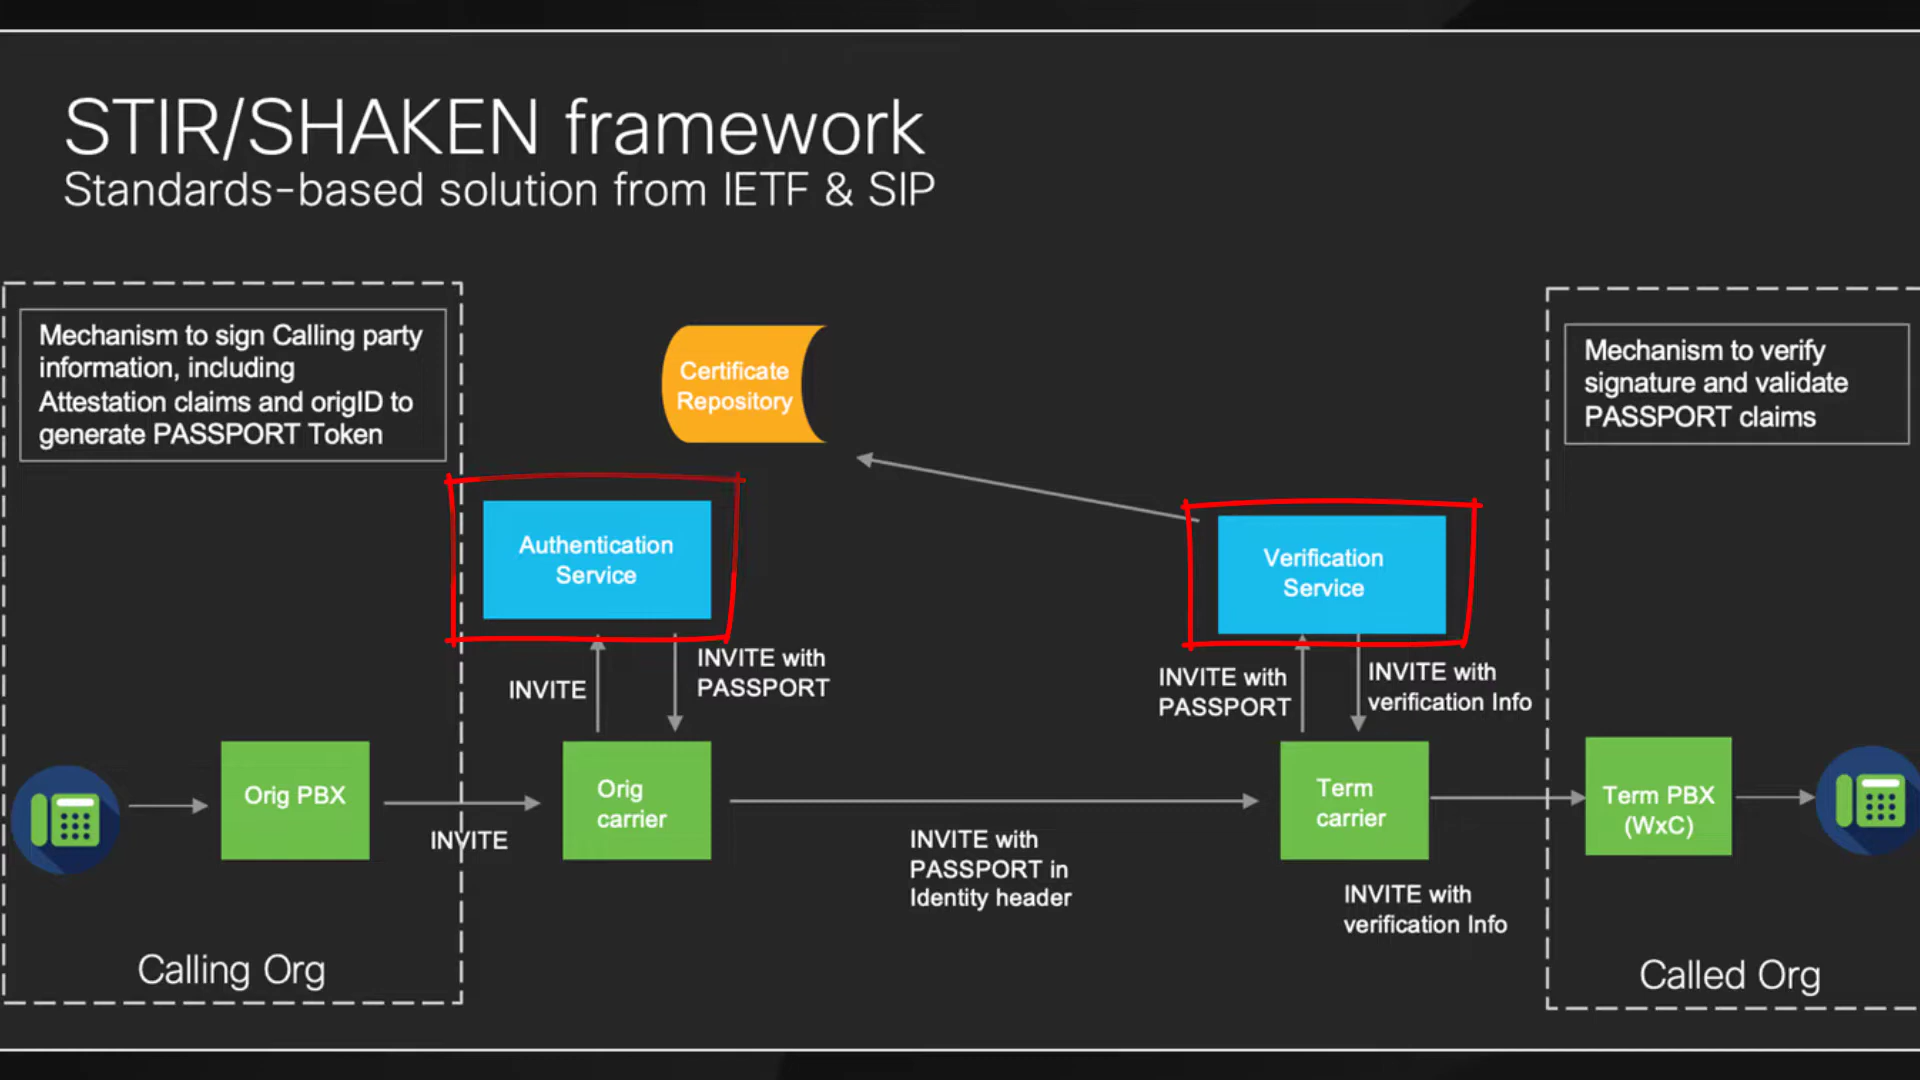 STIR/SHAKEN framework
Standards-based solution from IETF & SIP
Mechanism to sign Calling party
information, including
Attestation claims and origID to
generate PASSPORT Token
Certificate
Repository
Mechanism to verify
signature and validate
PASSPORT claims
Authentication
Service
Verification
Service
INVITE
INVITE with
PASSPORT
INVITE with
PASSPORT
INVITE with
verification Info
Orig PBX
INVITE
Orig
carrier
INVITE with
PASSPORT in
Identity header
Term
carrier
INVITE with
verification Info
Term PBX
(WxC)
Calling Org
Called Org